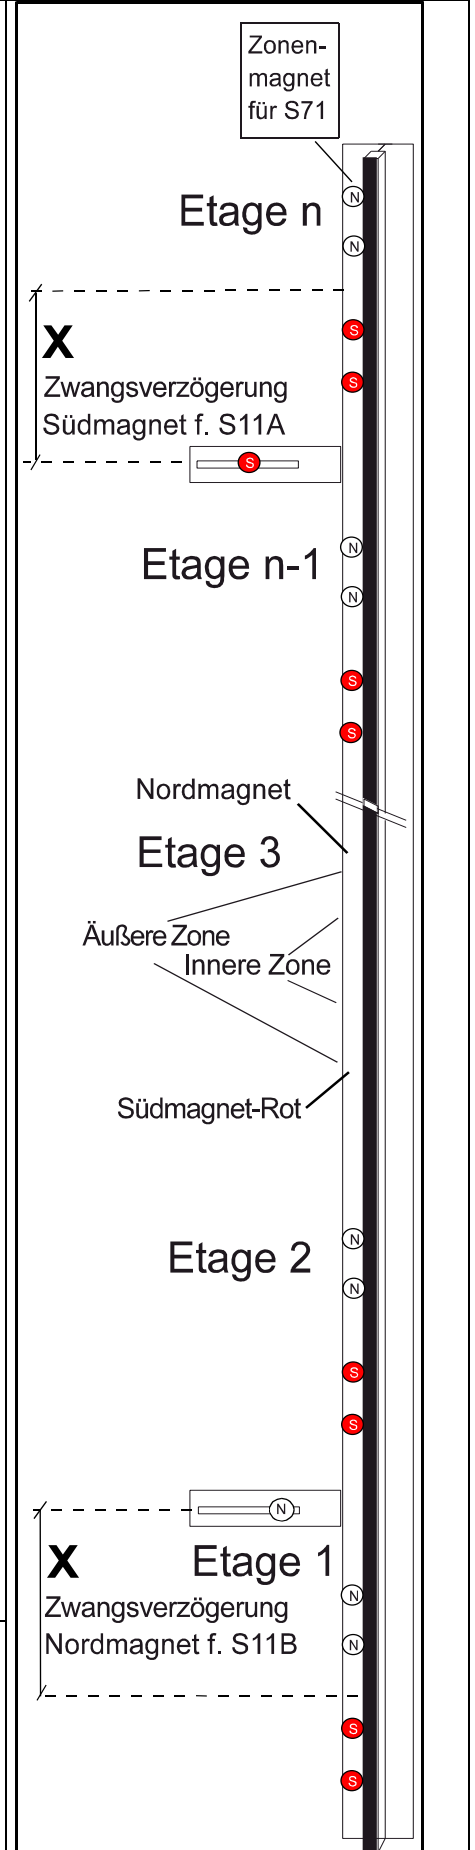 Zonen-
magnet
für S71
N
Etage n
N
S
X
Zwangsverzögerung
S
Südmagnet f. S11A
S
N
Etage n-1
N
S
S
Nordmagnet
Etage 3
Äußere Zone
Innere Zone
Südmagnet-Rot
N
Etage 2
N
S
S
N
X
Etage 1
N
Zwangsverzögerung
Nordmagnet f. S11B
N
S
S